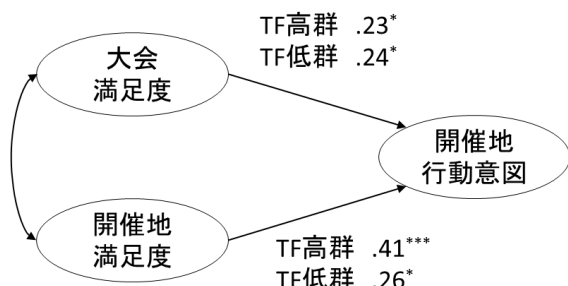 TF高群 .23*
TF低群 .24*
大会
満足度
開催地
行動意図
開催地
満足度
TF高群 .41***
TF低群 .26*